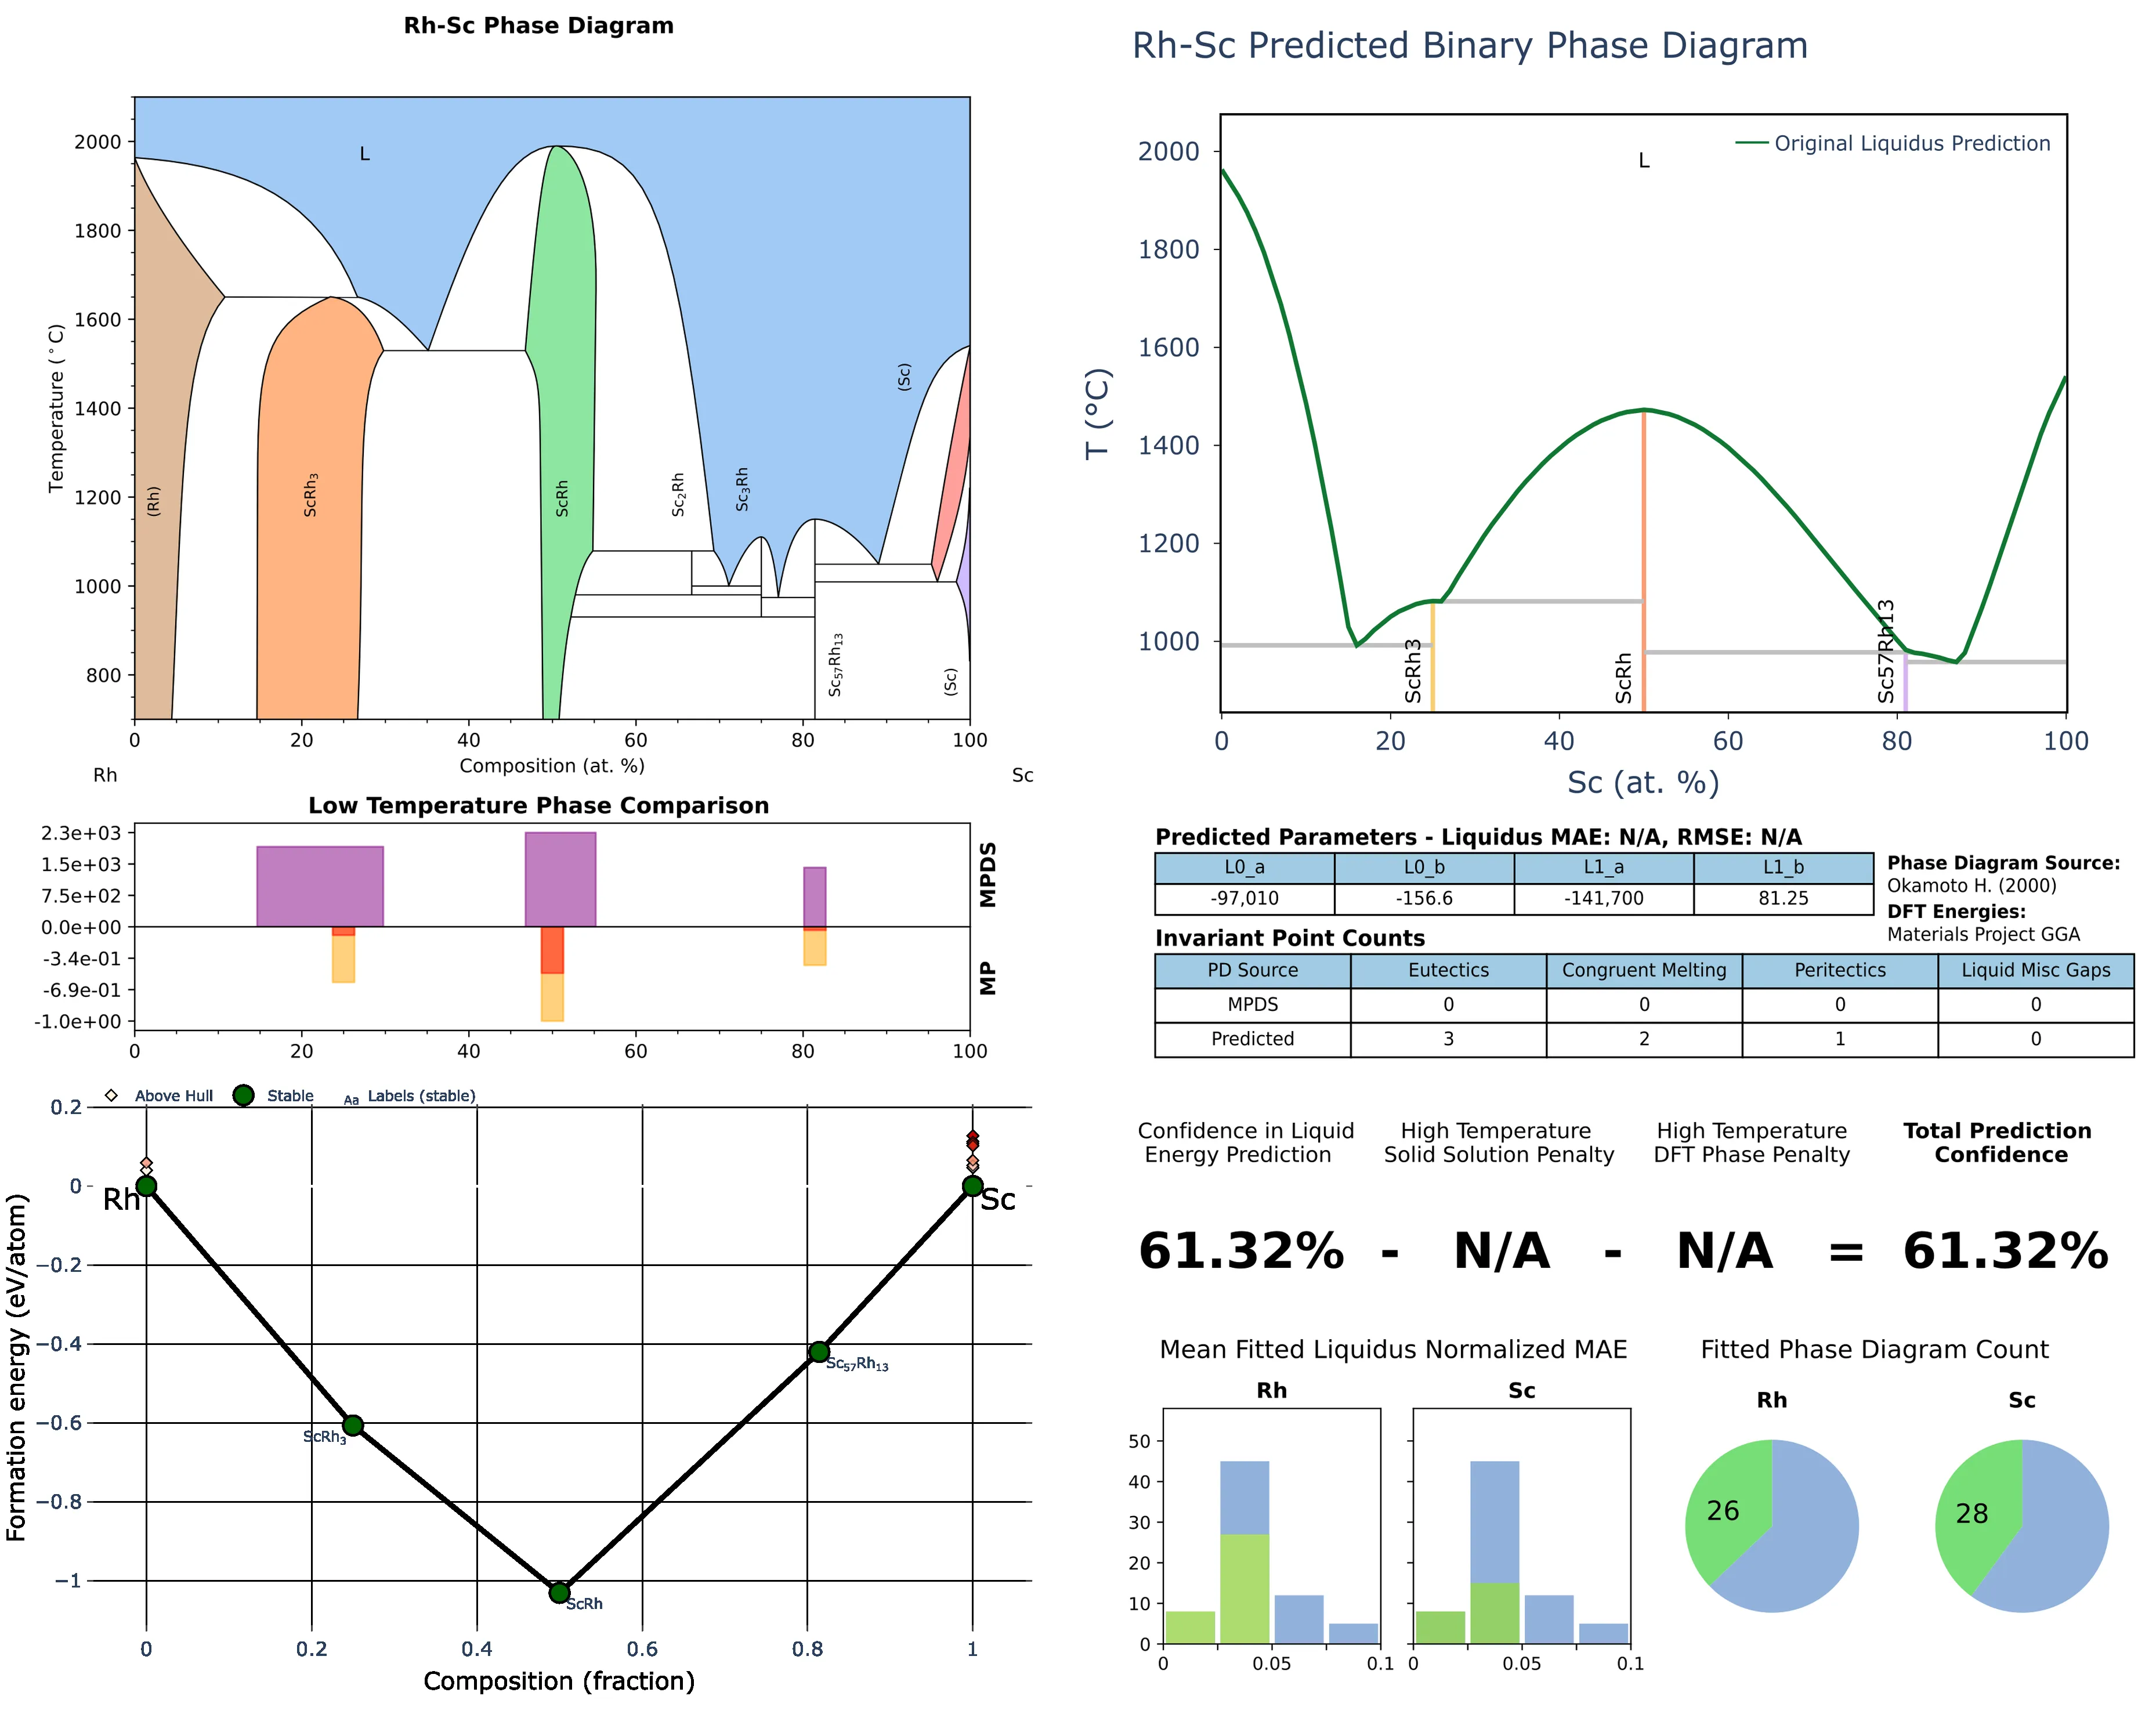 Rh-Sc Phase Diagram
L
2000
1800
1600
1400
1200
1000
800
Temperature (°C)
(Rh)
ScRh₃
ScRh
Sc₂Rh
Sc₃Rh
(Sc)
Sc₅₇Rh₁₃
(Sc)
0 20 40 60 80 100
Composition (at. %)
Rh Sc
Low Temperature Phase Comparison
2.3e+03
1.5e+03
7.5e+02
0.0e+00
-3.4e-01
-6.9e-01
-1.0e+00
MPDS
MP
0 20 40 60 80 100
Above Hull Stable Aa Labels (stable)
0.2
0
−0.2
−0.4
−0.6
−0.8
−1
Formation energy (eV/atom)
Rh
Sc
Sc₅₇Rh₁₃
ScRh₃
ScRh
0 0.2 0.4 0.6 0.8 1
Composition (fraction)
Rh-Sc Predicted Binary Phase Diagram
Original Liquidus Prediction
L
2000
1800
1600
1400
1200
1000
T (°C)
ScRh3
ScRh
Sc57Rh13
0 20 40 60 80 100
Sc (at. %)
Predicted Parameters - Liquidus MAE: N/A, RMSE: N/A
L0_a L0_b L1_a L1_b
-97,010 -156.6 -141,700 81.25
Phase Diagram Source:
Okamoto H. (2000)
DFT Energies:
Materials Project GGA
Invariant Point Counts
PD Source Eutectics Congruent Melting Peritectics Liquid Misc Gaps
MPDS 0 0 0 0
Predicted 3 2 1 0
Confidence in Liquid
Energy Prediction
High Temperature
Solid Solution Penalty
High Temperature
DFT Phase Penalty
Total Prediction
Confidence
61.32% - N/A - N/A = 61.32%
Mean Fitted Liquidus Normalized MAE
Rh
Sc
50
40
30
20
10
0
0 0.05 0.1
0 0.05 0.1
Fitted Phase Diagram Count
Rh
Sc
26
28